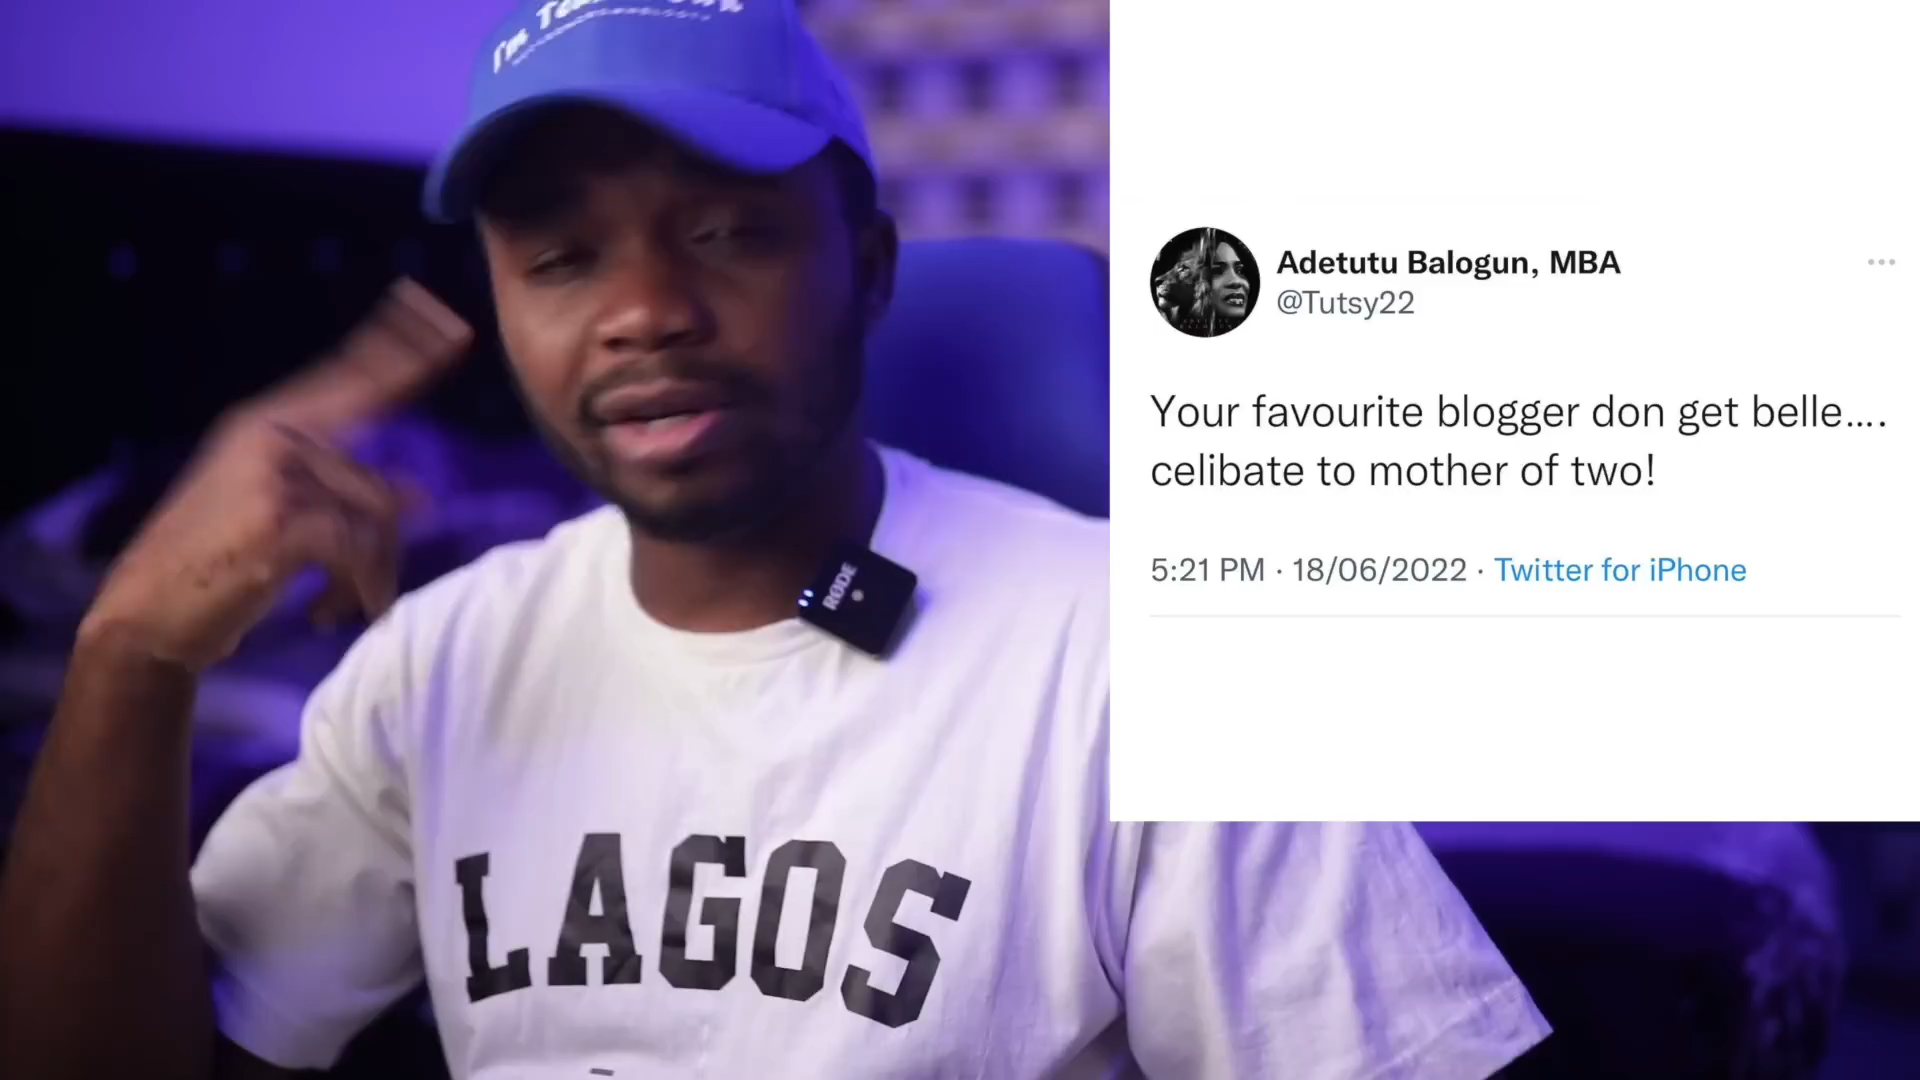 I'm
RØDE
LAGOS
Adetutu Balogun, MBA
@Tutsy22
Your favourite blogger don get belle....
celibate to mother of two!
5:21 PM · 18/06/2022 · Twitter for iPhone